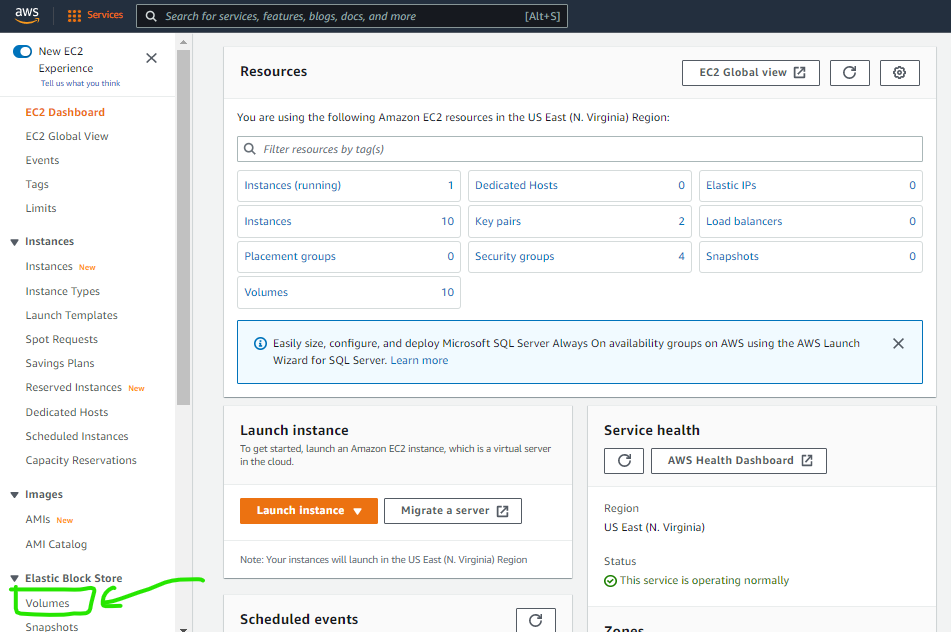 aws
Services
Search for services, features, blogs, docs, and more
[Alt+S]
New EC2
Experience
Tell us what you think
EC2 Dashboard
EC2 Global View
Events
Tags
Limits
Instances
Instances New
Instance Types
Launch Templates
Spot Requests
Savings Plans
Reserved Instances New
Dedicated Hosts
Scheduled Instances
Capacity Reservations
Images
AMIs New
AMI Catalog
Elastic Block Store
Volumes
Snapshots
Resources
EC2 Global view
You are using the following Amazon EC2 resources in the US East (N. Virginia) Region:
Filter resources by tag(s)
Instances (running) 1
Dedicated Hosts 0
Elastic IPs 0
Instances 10
Key pairs 2
Load balancers 0
Placement groups 0
Security groups 4
Snapshots 0
Volumes 10
Easily size, configure, and deploy Microsoft SQL Server Always On availability groups on AWS using the AWS Launch
Wizard for SQL Server. Learn more
Launch instance
To get started, launch an Amazon EC2 instance, which is a virtual server
in the cloud.
Launch instance
Migrate a server
Note: Your instances will launch in the US East (N. Virginia) Region
Scheduled events
Service health
AWS Health Dashboard
Region
US East (N. Virginia)
Status
This service is operating normally
Zones